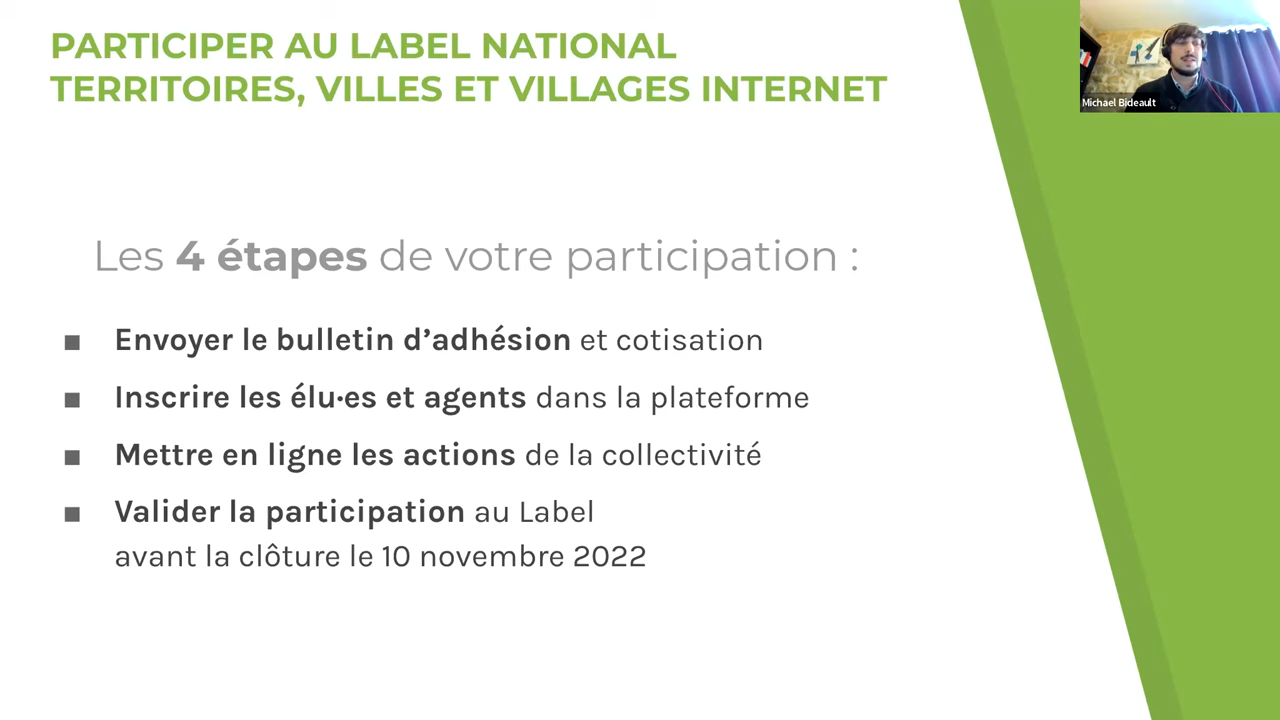 PARTICIPER AU LABEL NATIONAL
TERRITOIRES, VILLES ET VILLAGES INTERNET
Michael Bideault
Les 4 étapes de votre participation :
■ Envoyer le bulletin d’adhésion et cotisation
■ Inscrire les élu·es et agents dans la plateforme
■ Mettre en ligne les actions de la collectivité
■ Valider la participation au Label
avant la clôture le 10 novembre 2022